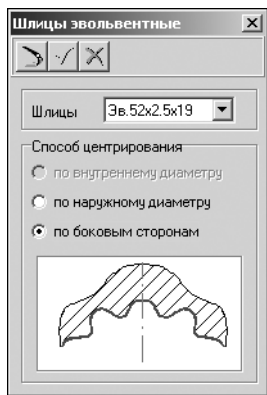 Шлицы эвольвентные
Шлицы Эв.52x2.5x19
Способ центрирования
по внутреннему диаметру
по наружному диаметру
по боковым сторонам